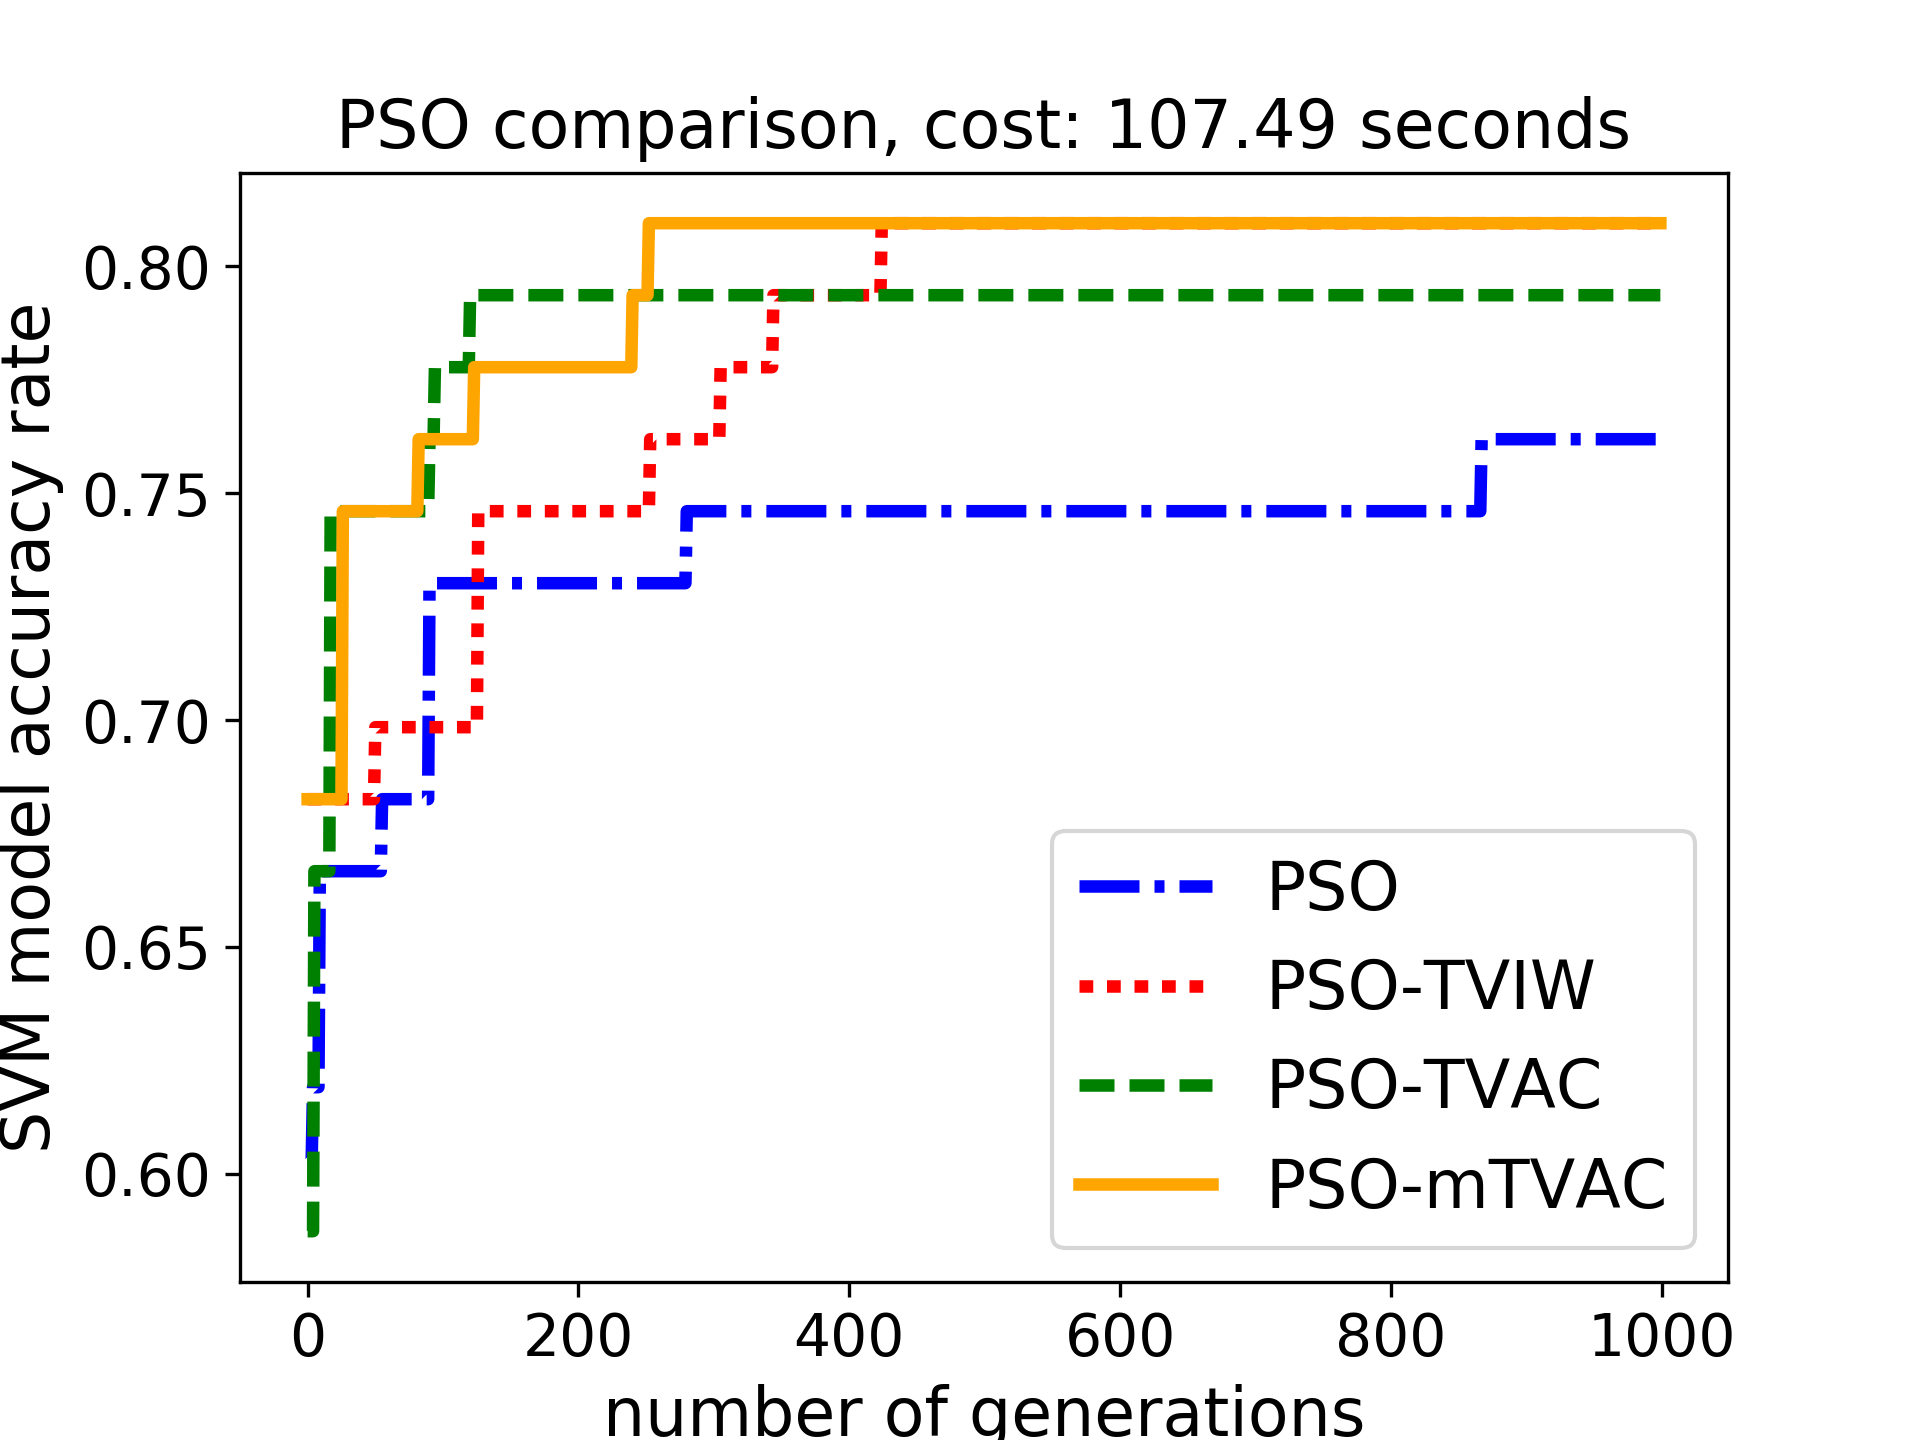 PSO comparison, cost: 107.49 seconds
SVM model accuracy rate
0.80
0.75
0.70
0.65
0.60
0 200 400 600 800 1000
number of generations
PSO
PSO-TVIW
PSO-TVAC
PSO-mTVAC